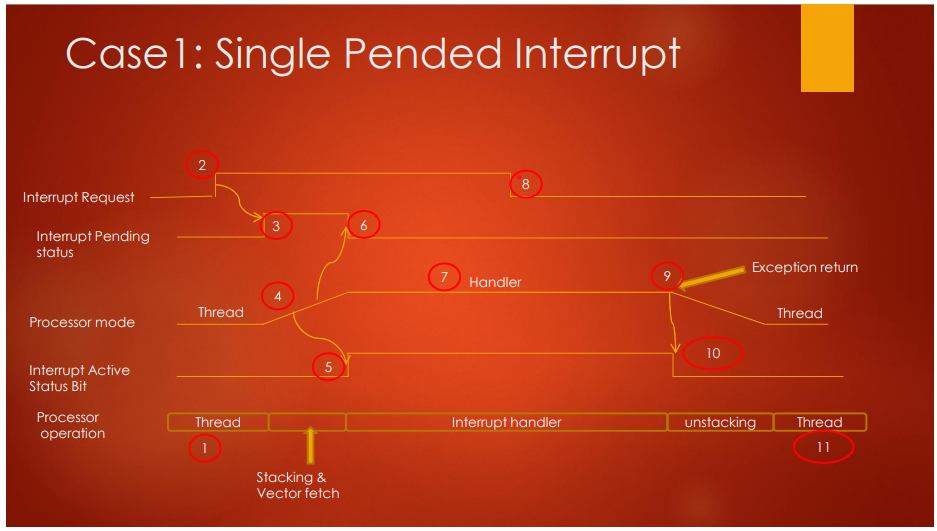 Case1: Single Pended Interrupt
2
Interrupt Request
8
3
6
Interrupt Pending
status
7
Handler
9
Exception return
4
Thread
Thread
Processor mode
5
10
Interrupt Active
Status Bit
Processor
operation
Thread
Interrupt handler
unstacking
Thread
1
11
Stacking &
Vector fetch